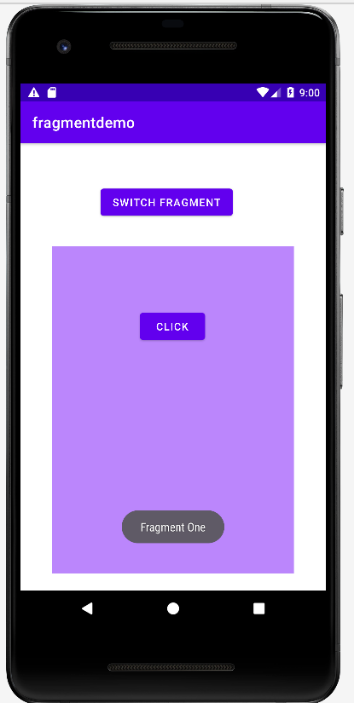 9:00
fragmentdemo
SWITCH FRAGMENT
CLICK
Fragment One